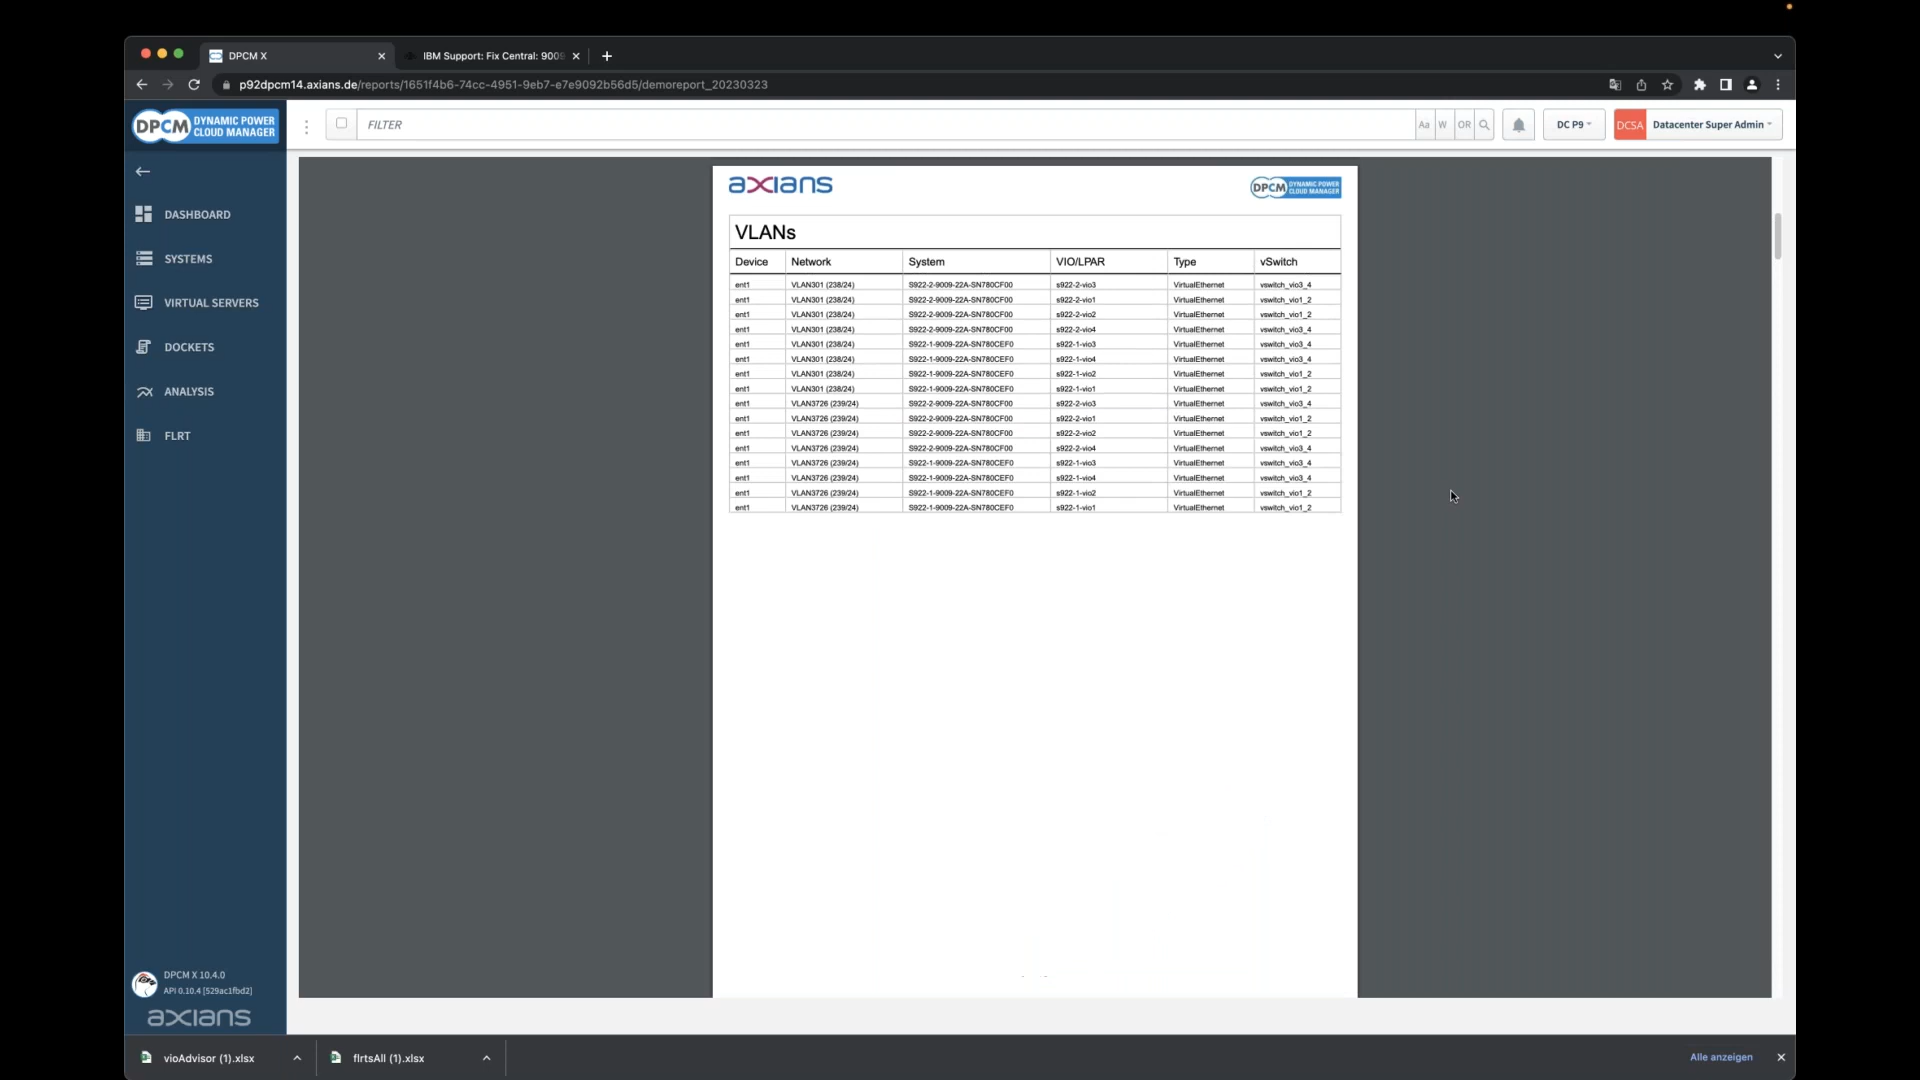 DPCM X
IBM Support: Fix Central: 9009
p92dpcm14.axians.de/reports/1651f4b6-74cc-4951-9eb7-e7e9092b56d5/demoreport_20230323
DPCM DYNAMIC POWER CLOUD MANAGER
FILTER
Aa W OR
DC P9
DCSA Datacenter Super Admin
DASHBOARD
SYSTEMS
VIRTUAL SERVERS
DOCKETS
ANALYSIS
FLRT
axians
DPCM DYNAMIC POWER CLOUD MANAGER
VLANs
Device Network System VIO/LPAR Type vSwitch
ent1 VLAN301 (238/24) S922-2-9009-22A-SN780CF00 s922-2-vio3 VirtualEthernet vswitch_vio3_4
ent1 VLAN301 (238/24) S922-2-9009-22A-SN780CF00 s922-2-vio1 VirtualEthernet vswitch_vio1_2
ent1 VLAN301 (238/24) S922-2-9009-22A-SN780CF00 s922-2-vio2 VirtualEthernet vswitch_vio1_2
ent1 VLAN301 (238/24) S922-2-9009-22A-SN780CF00 s922-2-vio4 VirtualEthernet vswitch_vio3_4
ent1 VLAN301 (238/24) S922-1-9009-22A-SN780CEF0 s922-1-vio3 VirtualEthernet vswitch_vio3_4
ent1 VLAN301 (238/24) S922-1-9009-22A-SN780CEF0 s922-1-vio4 VirtualEthernet vswitch_vio3_4
ent1 VLAN301 (238/24) S922-1-9009-22A-SN780CEF0 s922-1-vio2 VirtualEthernet vswitch_vio1_2
ent1 VLAN301 (238/24) S922-1-9009-22A-SN780CEF0 s922-1-vio1 VirtualEthernet vswitch_vio1_2
ent1 VLAN3726 (239/24) S922-2-9009-22A-SN780CF00 s922-2-vio3 VirtualEthernet vswitch_vio3_4
ent1 VLAN3726 (239/24) S922-2-9009-22A-SN780CF00 s922-2-vio1 VirtualEthernet vswitch_vio1_2
ent1 VLAN3726 (239/24) S922-2-9009-22A-SN780CF00 s922-2-vio2 VirtualEthernet vswitch_vio1_2
ent1 VLAN3726 (239/24) S922-2-9009-22A-SN780CF00 s922-2-vio4 VirtualEthernet vswitch_vio3_4
ent1 VLAN3726 (239/24) S922-1-9009-22A-SN780CEF0 s922-1-vio3 VirtualEthernet vswitch_vio3_4
ent1 VLAN3726 (239/24) S922-1-9009-22A-SN780CEF0 s922-1-vio4 VirtualEthernet vswitch_vio3_4
ent1 VLAN3726 (239/24) S922-1-9009-22A-SN780CEF0 s922-1-vio2 VirtualEthernet vswitch_vio1_2
ent1 VLAN3726 (239/24) S922-1-9009-22A-SN780CEF0 s922-1-vio1 VirtualEthernet vswitch_vio1_2
DPCM X 10.4.0
API 0.10.4 [529ac1fbd2]
axians
vioAdvisor (1).xlsx
flrtsAll (1).xlsx
Alle anzeigen